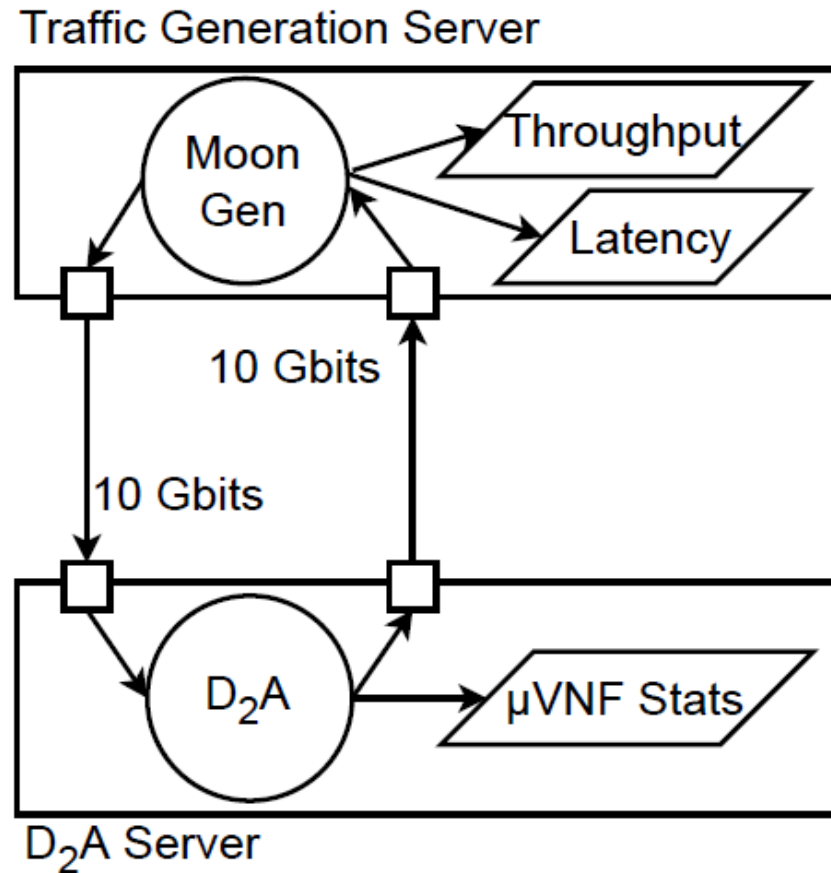 Traffic Generation Server
Moon
Gen
Throughput
Latency
10 Gbits
10 Gbits
D₂A
µVNF Stats
D₂A Server